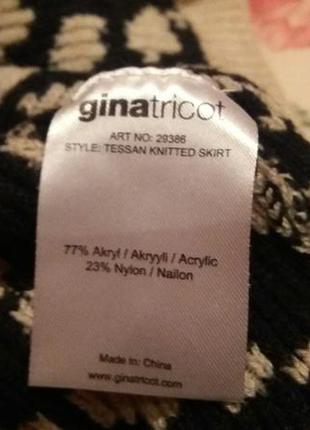 ginatricot
ART NO: 29386
STYLE: TESSAN KNITTED SKIRT
77% Akryl / Akryyli / Acrylic
23% Nylon / Nailon
Made in: China
www.ginatricot.com